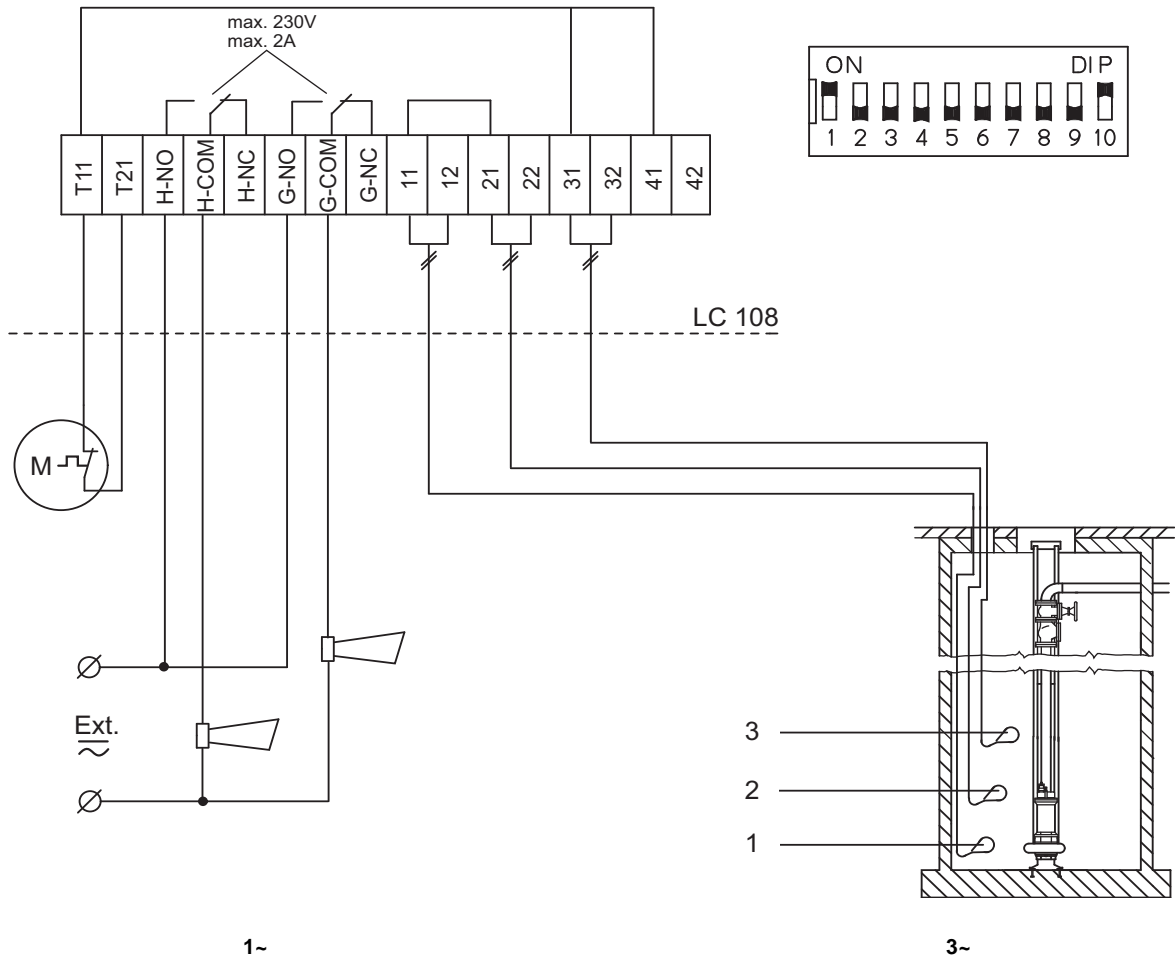 max. 230V
max. 2A
ON DIP
1 2 3 4 5 6 7 8 9 10
T11 T21 H-NO H-COM H-NC G-NO G-COM G-NC 11 12 21 22 31 32 41 42
LC 108
M
Ext.
3
2
1
1~ 3~